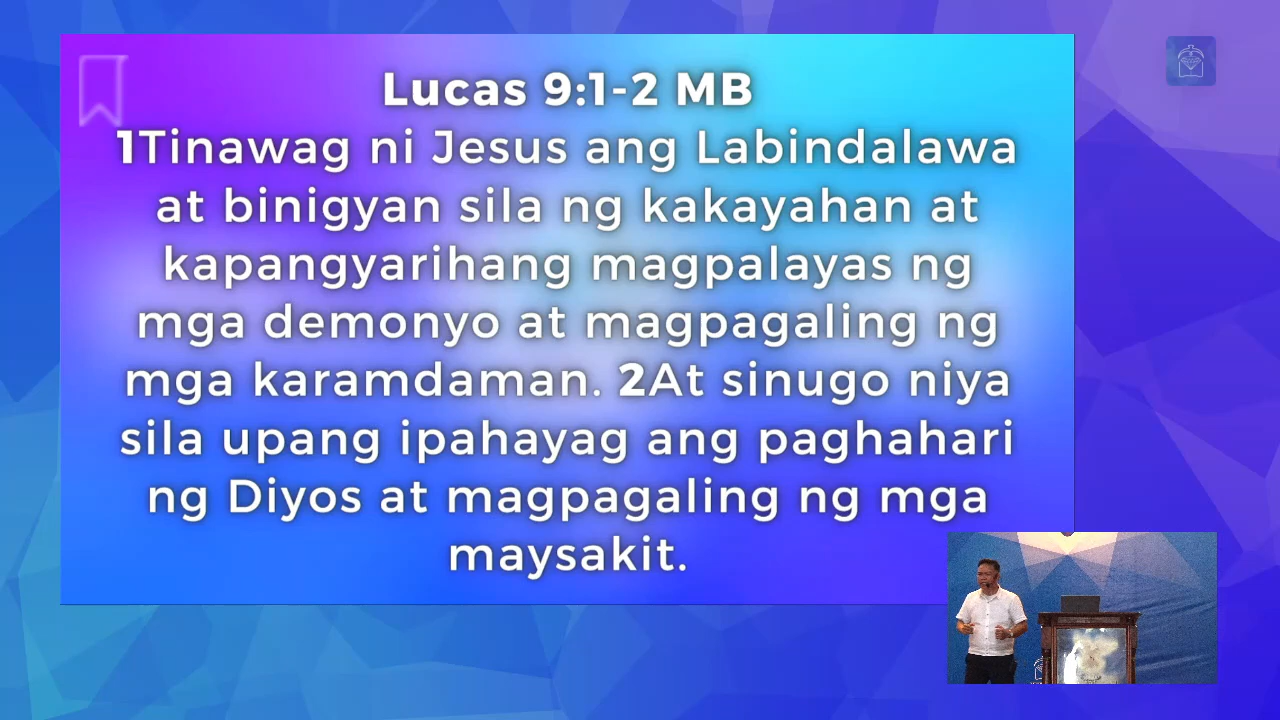 Lucas 9:1-2 MB
1Tinawag ni Jesus ang Labindalawa
at binigyan sila ng kakayahan at
kapangyarihang magpalayas ng
mga demonyo at magpagaling ng
mga karamdaman. 2At sinugo niya
sila upang ipahayag ang paghahari
ng Diyos at magpagaling ng mga
maysakit.